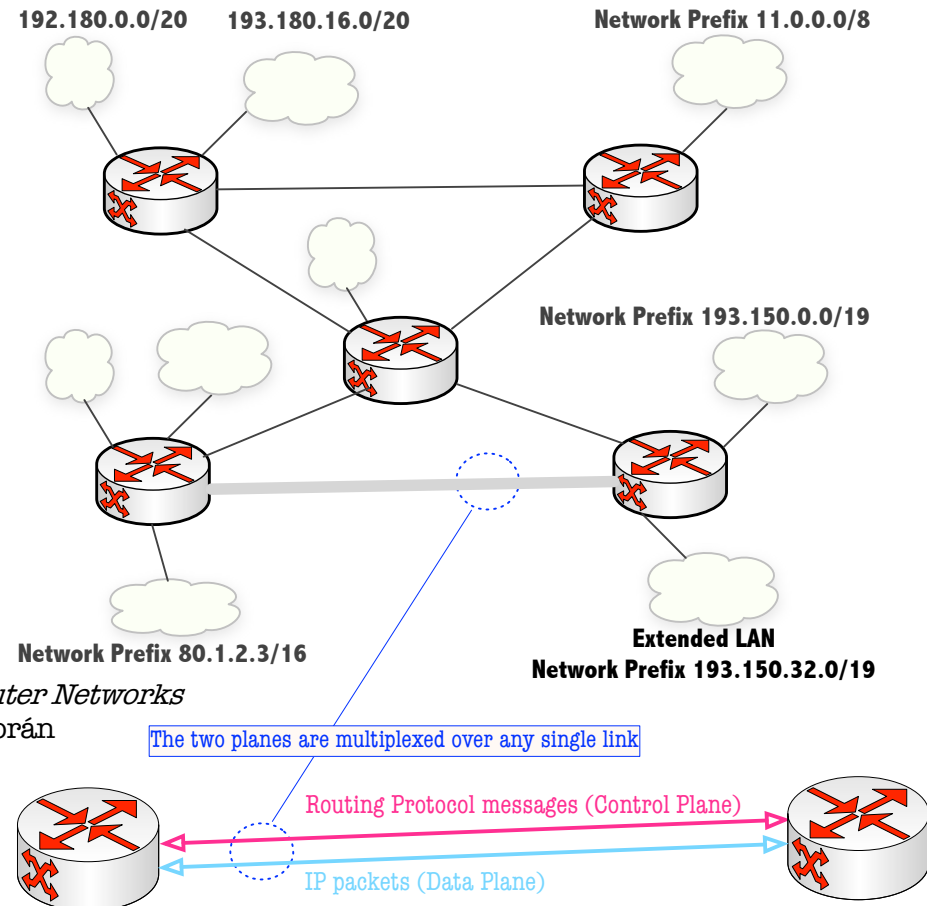 192.180.0.0/20
193.180.16.0/20
Network Prefix 11.0.0.0/8
Network Prefix 193.150.0.0/19
Network Prefix 80.1.2.3/16
Extended LAN
Network Prefix 193.150.32.0/19
uter Networks
orán
The two planes are multiplexed over any single link
Routing Protocol messages (Control Plane)
IP packets (Data Plane)